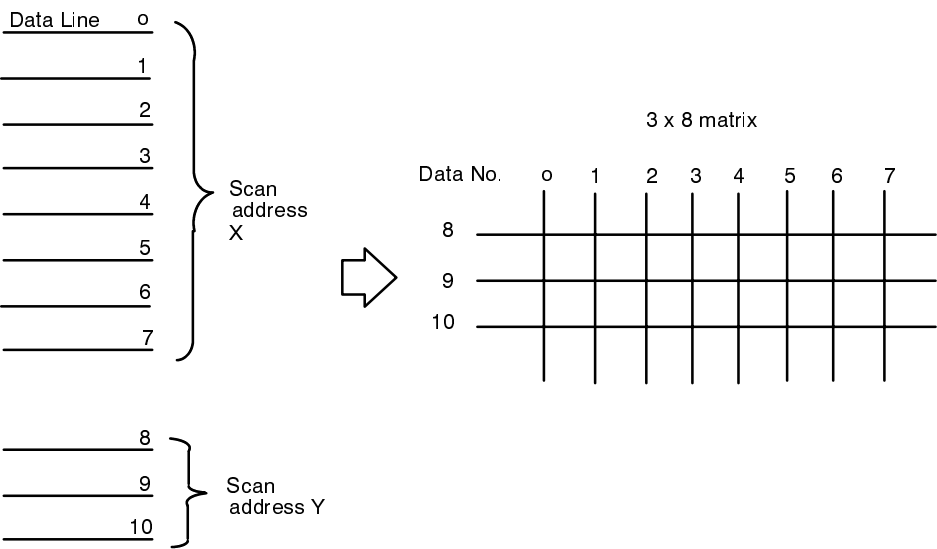 Data Line o
1
2
3
4
5
6
7
Scan
address
X
8
9
10
Scan
address Y
3 x 8 matrix
Data No. o 1 2 3 4 5 6 7
8
9
10